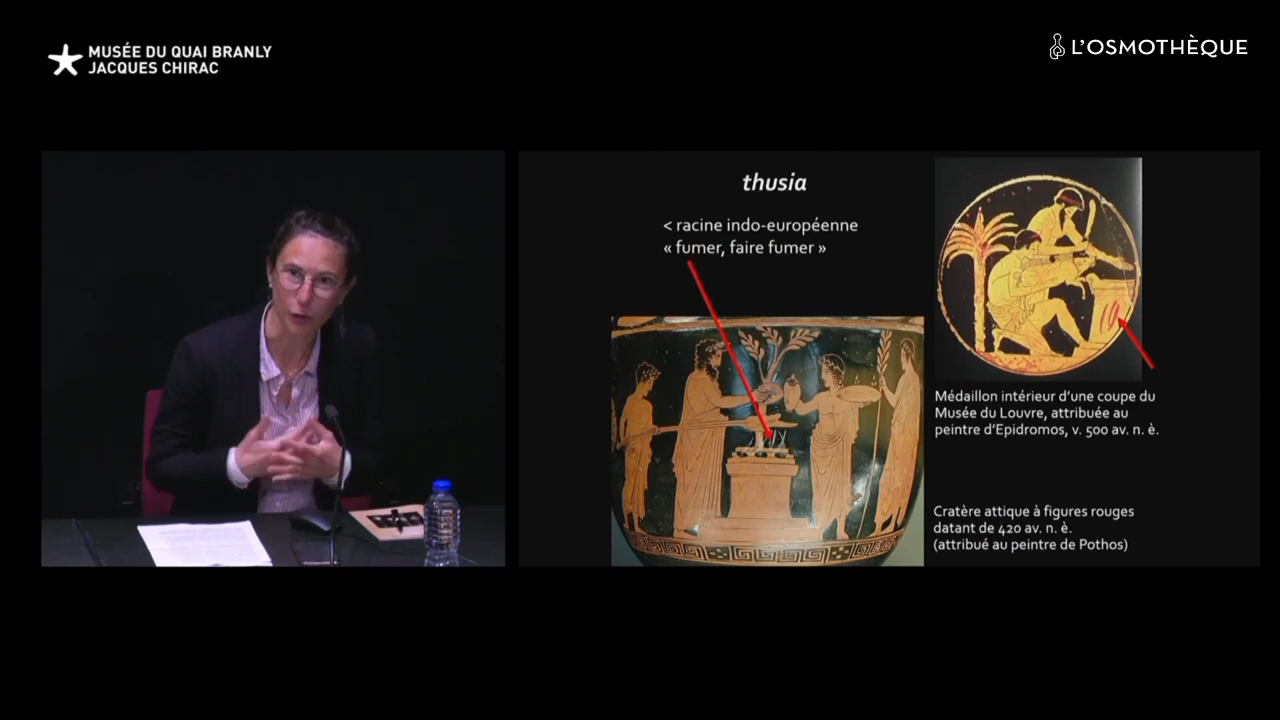 MUSÉE DU QUAI BRANLY
JACQUES CHIRAC
L'OSMOTHÈQUE
thusia
< racine indo-européenne
« fumer, faire fumer »
Médaillon intérieur d'une coupe du
Musée du Louvre, attribuée au
peintre d'Epidromos, v. 500 av. n. è.
Cratère attique à figures rouges
datant de 420 av. n. è.
(attribué au peintre de Pothos)